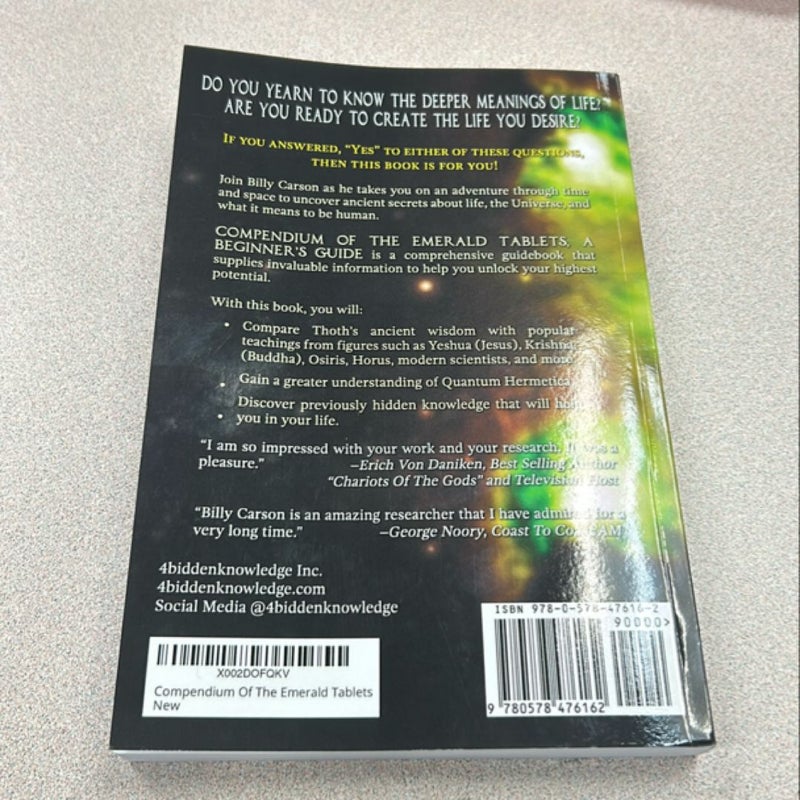 DO YOU YEARN TO KNOW THE DEEPER MEANINGS OF LIFE?
ARE YOU READY TO CREATE THE LIFE YOU DESIRE?
IF YOU ANSWERED, “YES” TO EITHER OF THESE QUESTIONS,
THEN THIS BOOK IS FOR YOU!
Join Billy Carson as he takes you on an adventure through time
and space to uncover ancient secrets about life, the Universe, and
what it means to be human.
COMPENDIUM OF THE EMERALD TABLETS, A
BEGINNER'S GUIDE is a comprehensive guidebook that
supplies invaluable information to help you unlock your highest
potential.
With this book, you will:
• Compare Thoth's ancient wisdom with popular
teachings from figures such as Yeshua (Jesus), Krishna
(Buddha), Osiris, Horus, modern scientists, and more
• Gain a greater understanding of Quantum Hermetica
Discover previously hidden knowledge that will help
• you in your life.
“I am so impressed with your work and your research. It was a
pleasure.” –Erich Von Daniken, Best Selling Author
“Chariots Of The Gods” and Television Host
“Billy Carson is an amazing researcher that I have admired for a
very long time.” –George Noory, Coast To Coast AM
4biddenknowledge Inc.
4biddenknowledge.com
Social Media @4biddenknowledge
ISBN 978-0-578-47616-2
90000>
X002DOFQKV
Compendium Of The Emerald Tablets
New
9 780578 476162